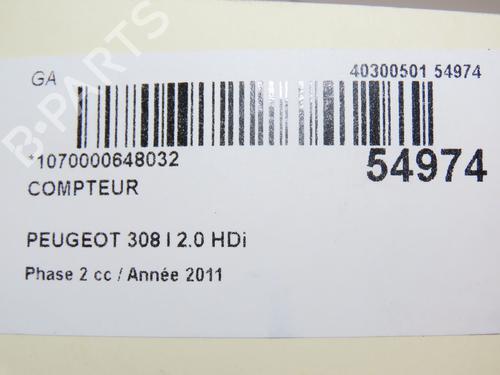 GA
40300501 54974
B-PARTS
*1070000648032
54974
COMPTEUR
PEUGEOT 308 I 2.0 HDi
Phase 2 cc / Année 2011